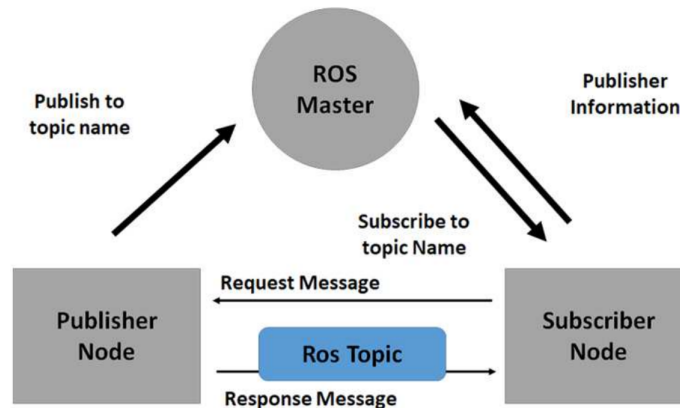 ROS
Master
Publish to
topic name
Publisher
Information
Subscribe to
topic Name
Request Message
Publisher
Node
Ros Topic
Subscriber
Node
Response Message